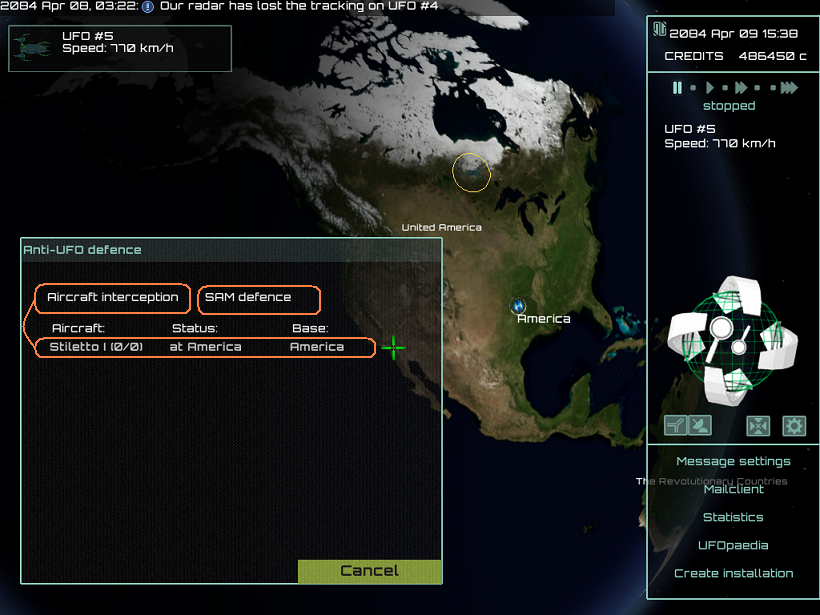 2084 Apr 08, 03:22: Our radar has lost the tracking on UFO #4
UFO #5
Speed: 770 km/h
2084 Apr 09 15:38
CREDITS 486450 c
stopped
UFO #5
Speed: 770 km/h
United America
America
Anti-UFO defence
Aircraft interception SAM defence
Aircraft: Status: Base:
Stiletto I (0/0) at America America
Cancel
Message settings
The Revolutionary Countries
Mailclient
Statistics
UFOpaedia
Create installation